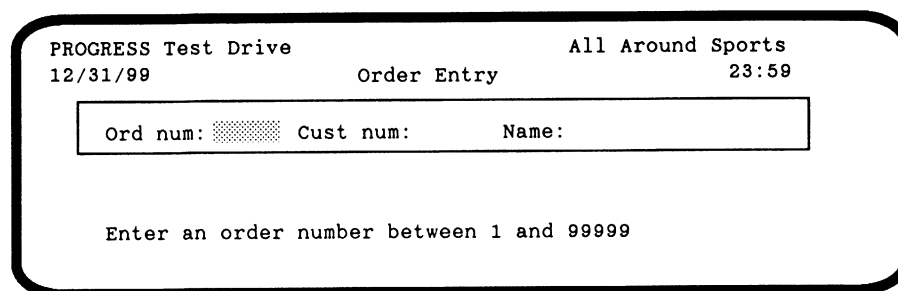 PROGRESS Test Drive All Around Sports
12/31/99 Order Entry 23:59
Ord num: Cust num: Name:
Enter an order number between 1 and 99999